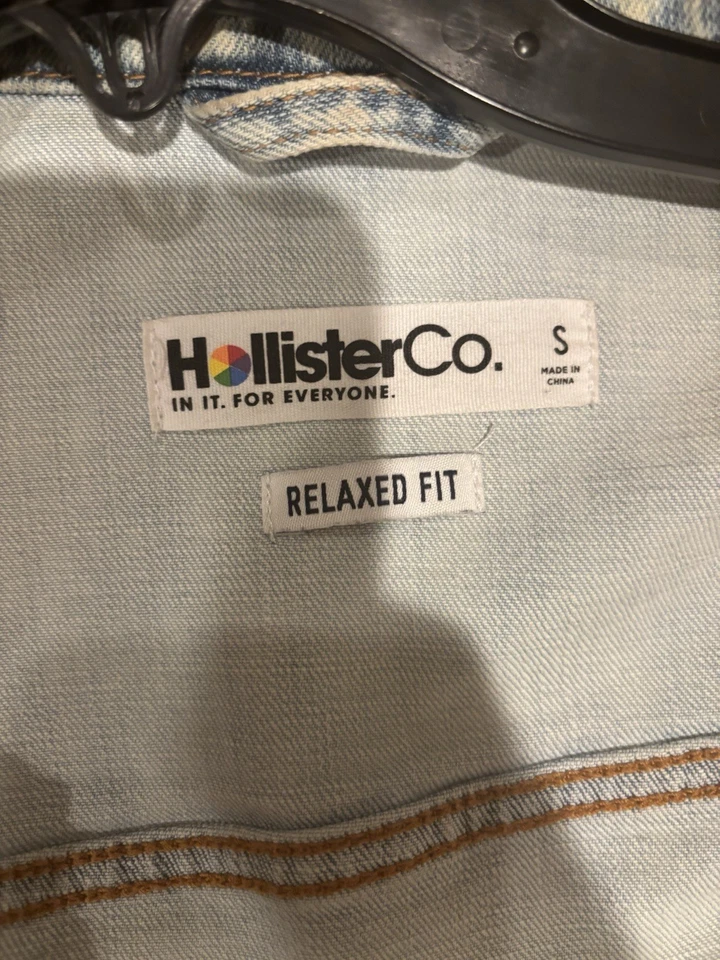 HollisterCo.
IN IT. FOR EVERYONE.
S
MADE IN
CHINA
RELAXED FIT